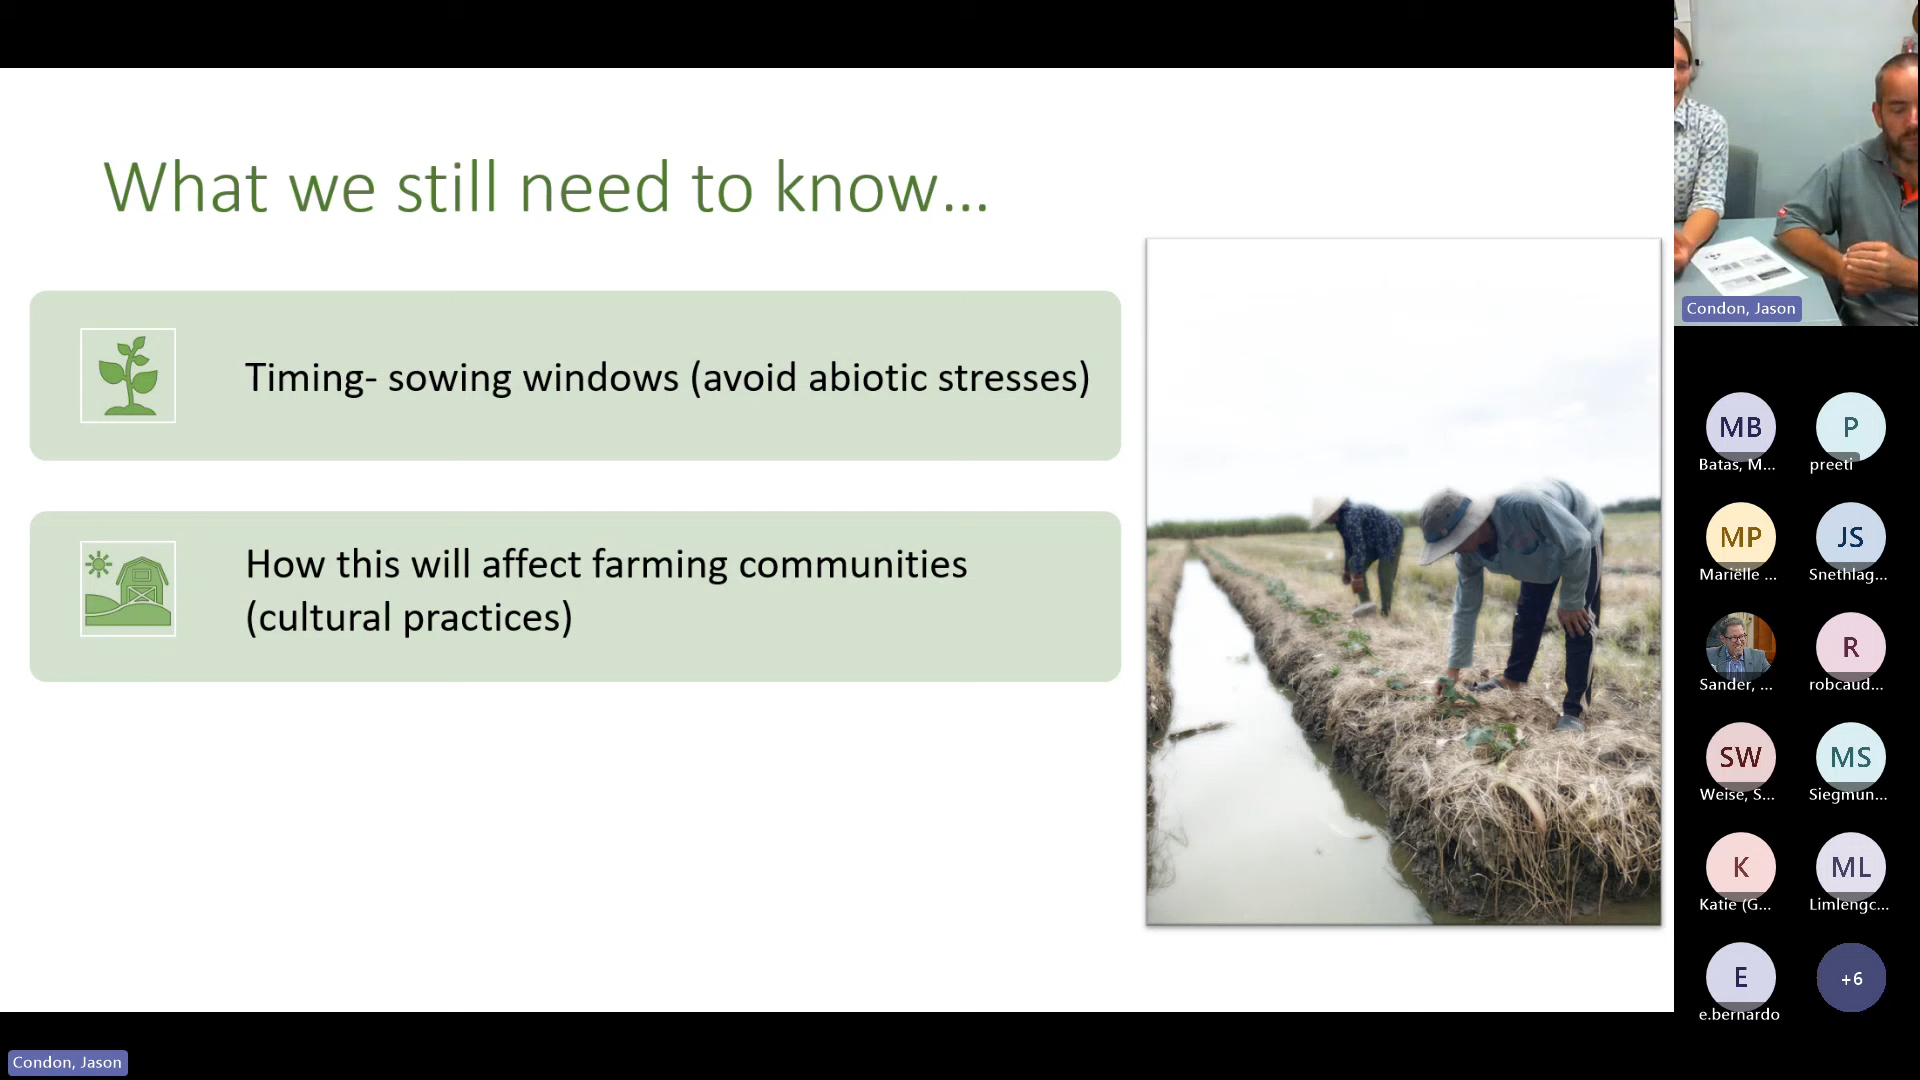 What we still need to know...
Timing- sowing windows (avoid abiotic stresses)
How this will affect farming communities
(cultural practices)
Condon, Jason
MB
Batas, M...
P
preeti
MP
Mariëlle ...
JS
Snethlag...
Sander, ...
R
robcaud...
SW
Weise, S...
MS
Siegmun...
K
Katie (G...
ML
Limlengc...
E
e.bernardo
+6
Condon, Jason